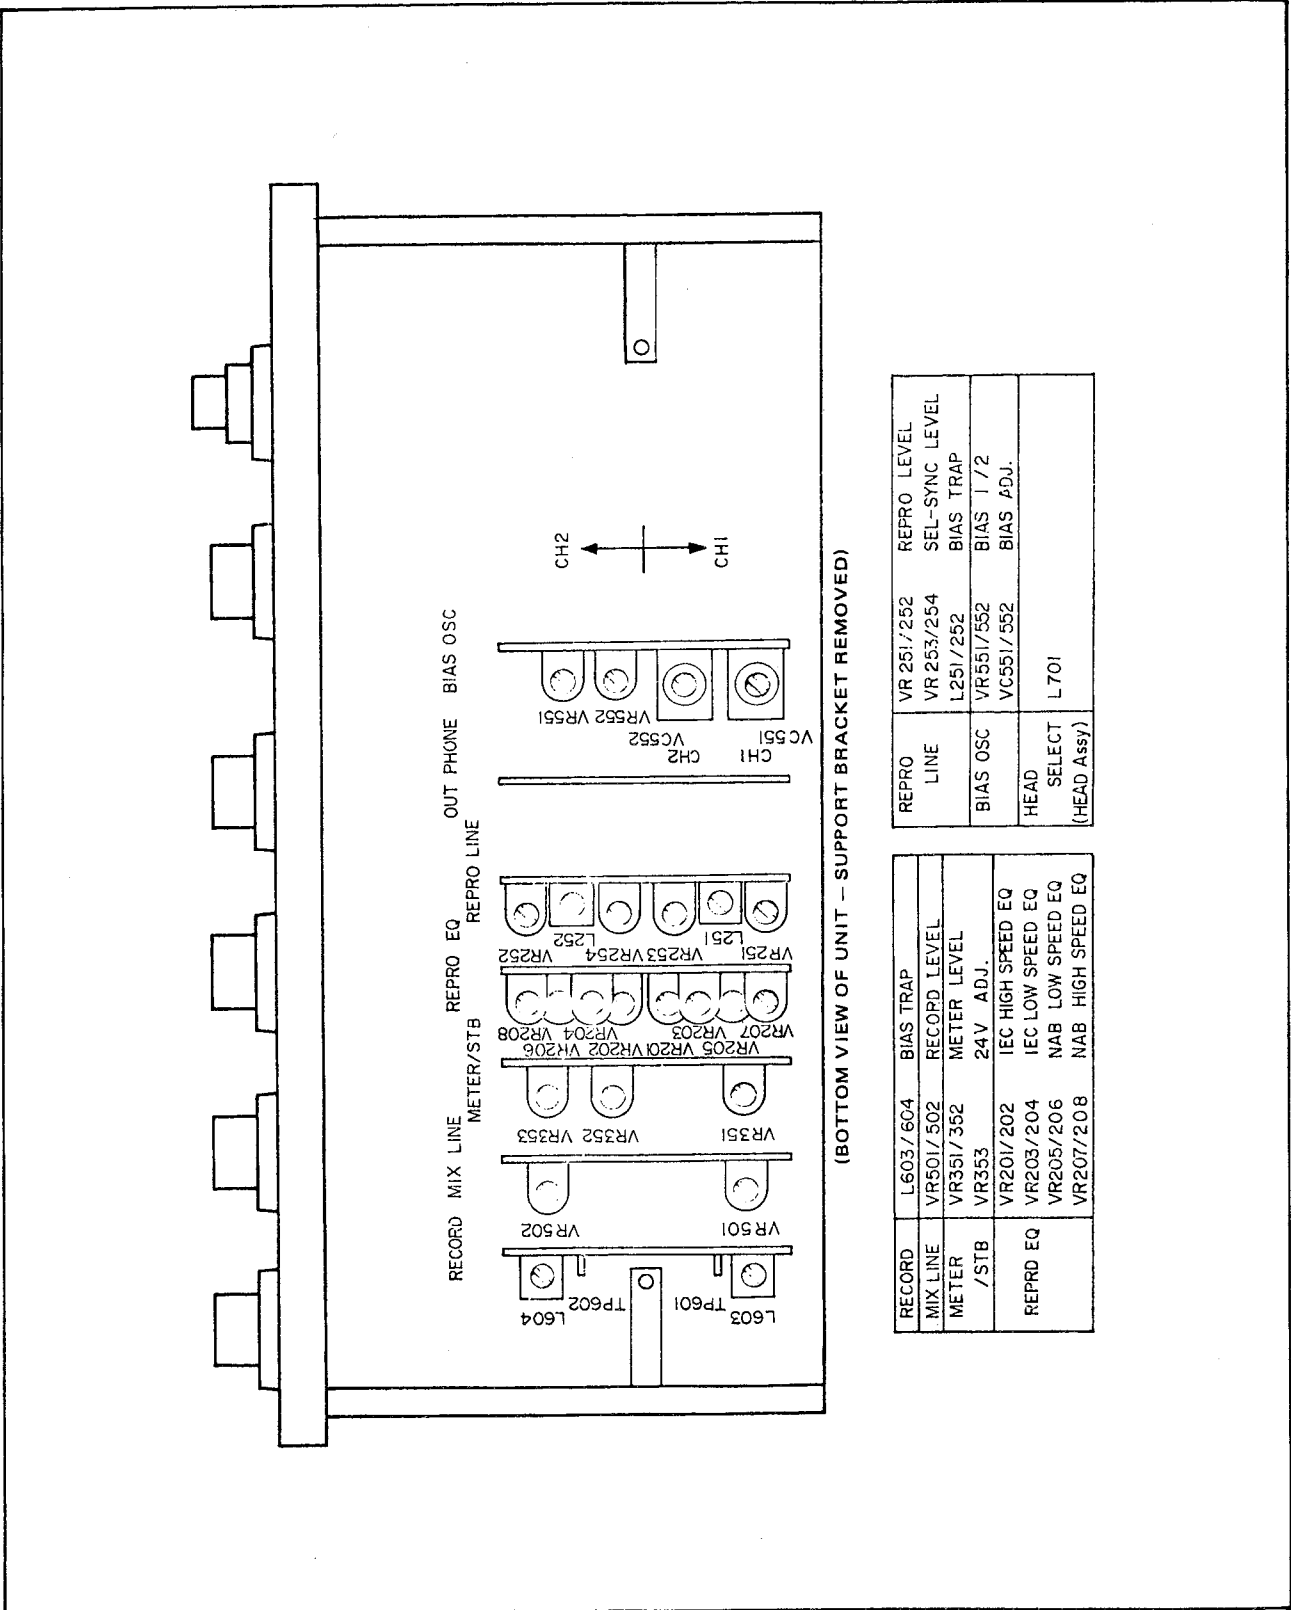 RECORD MIX LINE REPRO EQ OUT PHONE BIAS OSC
METER/STB REPRO LINE
L604
TP602
TP601
L603
VR502
VR501
VR353 VR352
VR351
VR208 VR204 VR203 VR207
VR206 VR202 VR201 VR205
VR252 L252 VR254 VR253 L251 VR251
VR551 VR552 VC552 VC551
CH2 CH1
CH2
CH1
(BOTTOM VIEW OF UNIT – SUPPORT BRACKET REMOVED)
RECORD L603/604 BIAS TRAP
MIX LINE VR501/502 RECORD LEVEL
METER VR351/352 METER LEVEL
/STB VR353 24V ADJ.
VR201/202 IEC HIGH SPEED EQ
REPRD EQ VR203/204 IEC LOW SPEED EQ
VR205/206 NAB LOW SPEED EQ
VR207/208 NAB HIGH SPEED EQ
REPRO VR251/252 REPRO LEVEL
LINE VR253/254 SEL-SYNC LEVEL
L251/252 BIAS TRAP
BIAS OSC VR551/552 BIAS 1/2
VC551/552 BIAS ADJ.
HEAD
SELECT L701
(HEAD Assy)